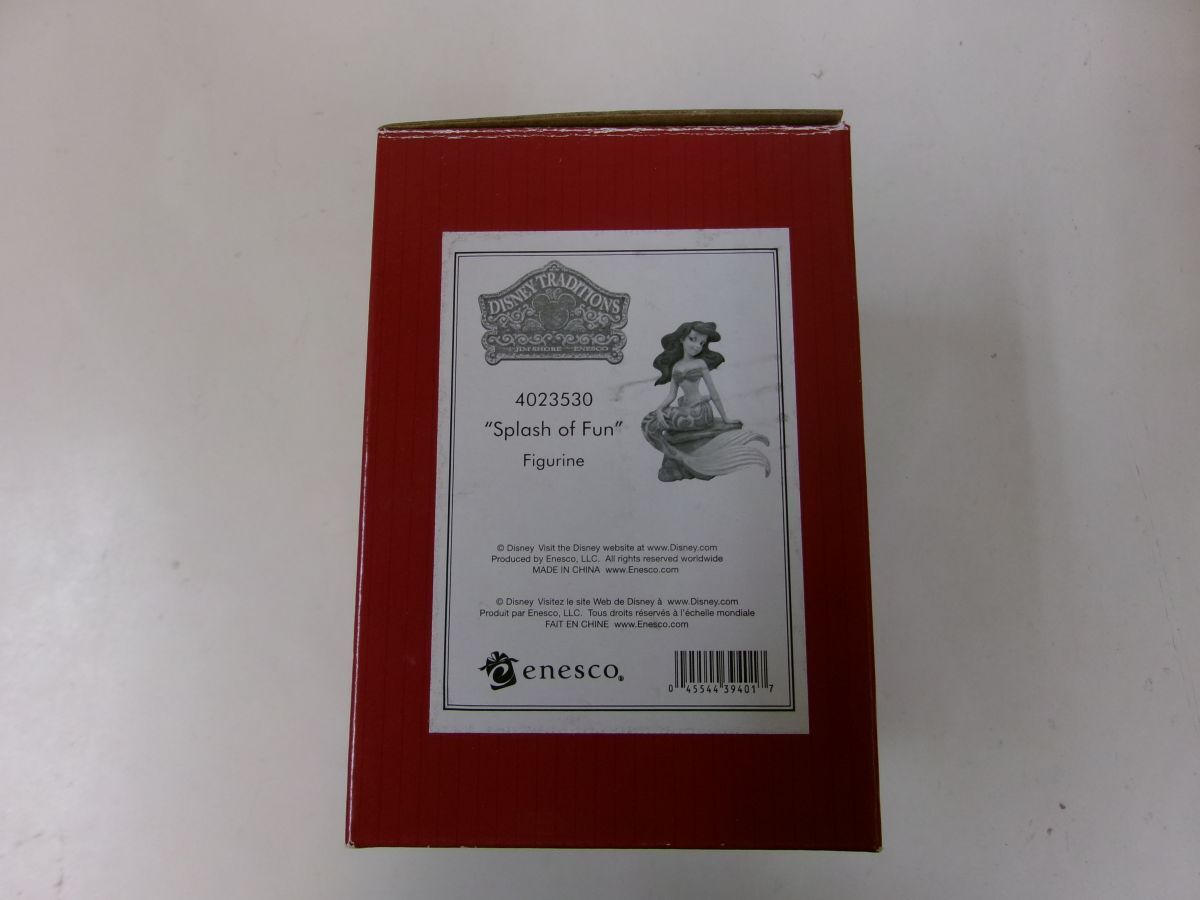 DISNEY TRADITIONS
JIM SHORE ENESCO
4023530
"Splash of Fun"
Figurine
© Disney Visit the Disney website at www.Disney.com
Produced by Enesco, LLC. All rights reserved worldwide
MADE IN CHINA www.Enesco.com
© Disney Visitez le site Web de Disney à www.Disney.com
Produit par Enesco, LLC. Tous droits réservés à l'échelle mondiale
FAIT EN CHINE www.Enesco.com
enesco®
0 45544 39401 7